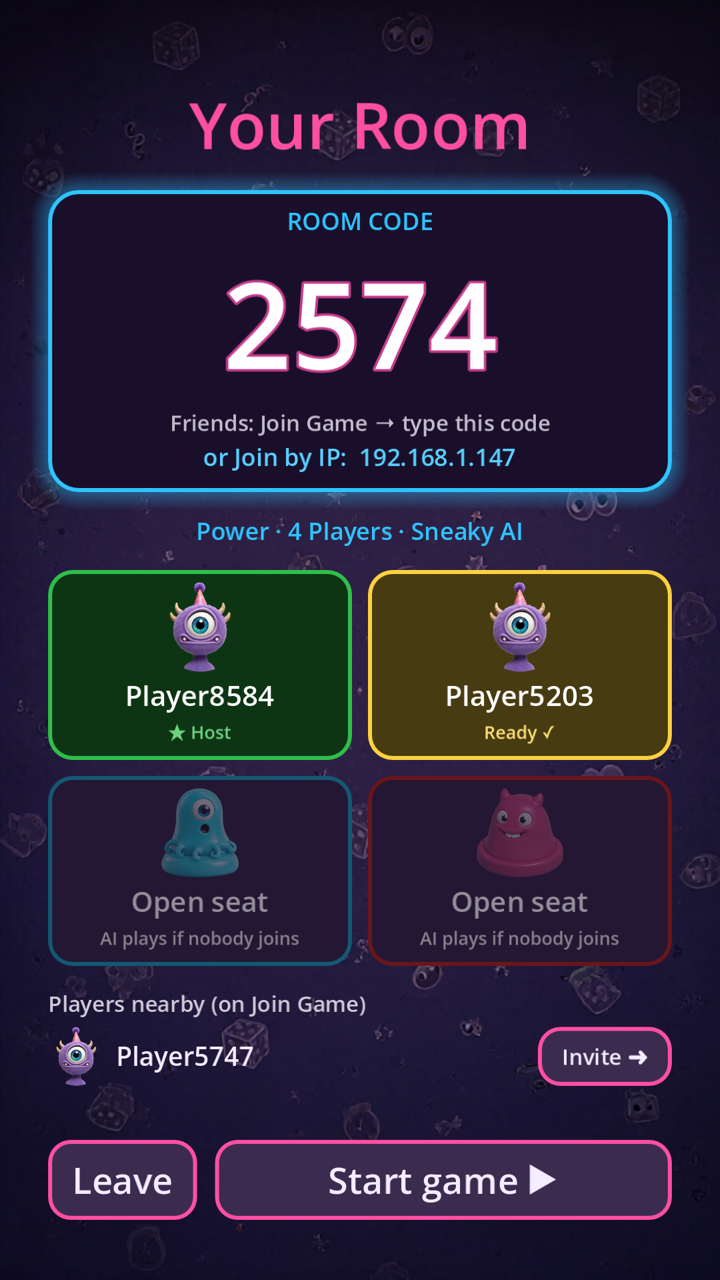 Your Room
ROOM CODE
2574
Friends: Join Game → type this code
or Join by IP: 192.168.1.147
Power · 4 Players · Sneaky AI
Player8584
★ Host
Player5203
Ready ✓
Open seat
AI plays if nobody joins
Open seat
AI plays if nobody joins
Players nearby (on Join Game)
Player5747
Invite ➜
Leave
Start game ▶